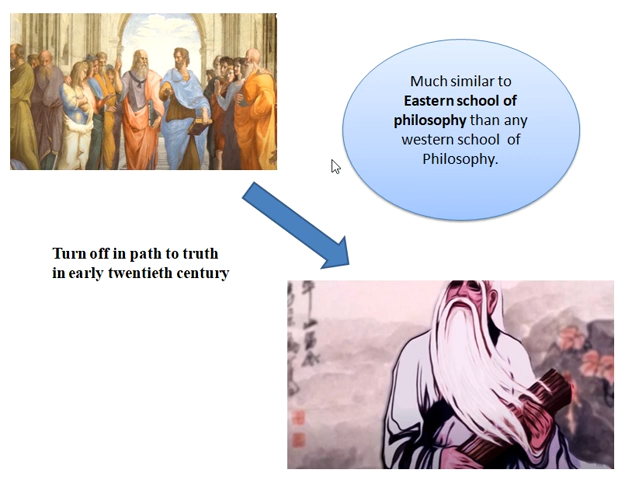 Much similar to
Eastern school of
philosophy than any
western school of
Philosophy.
Turn off in path to truth
in early twentieth century